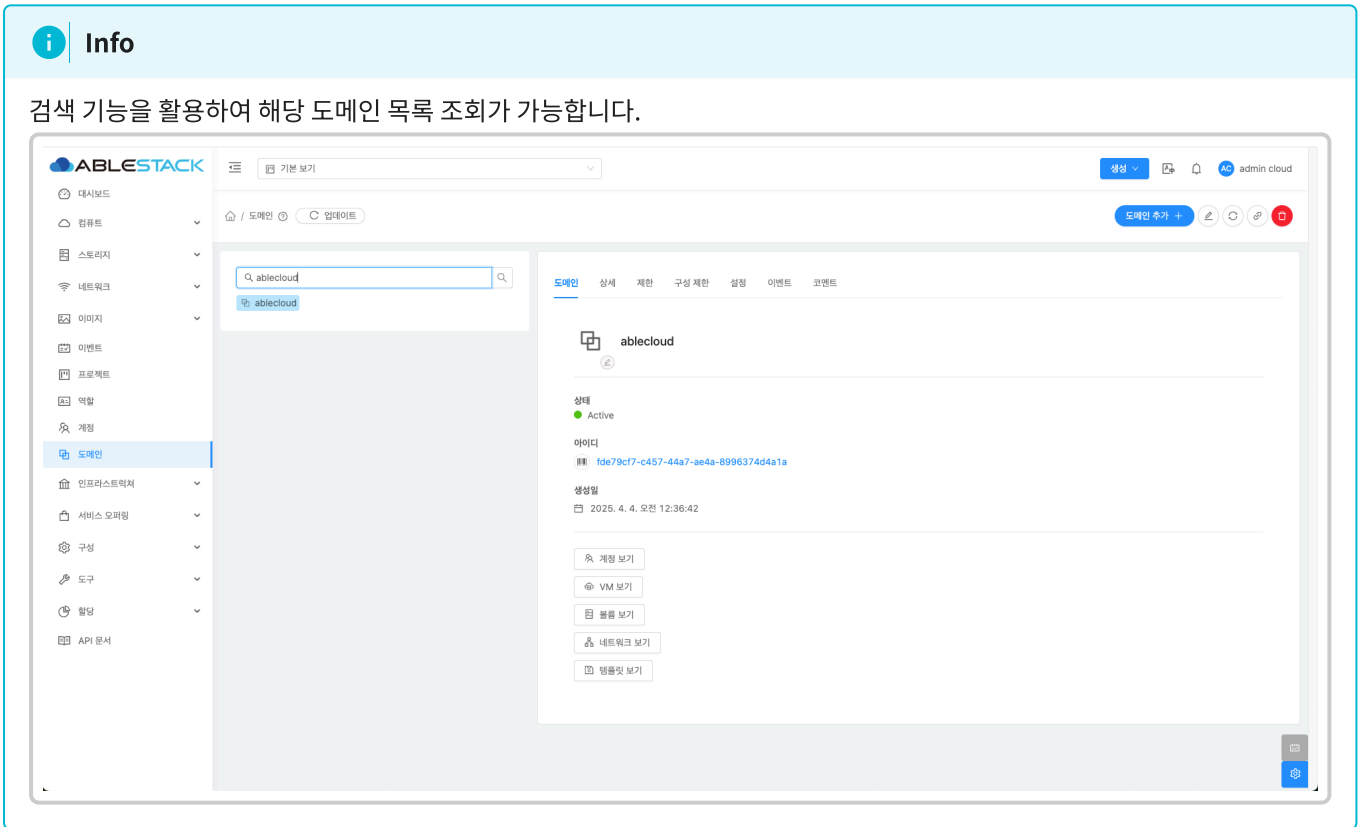 Info
검색 기능을 활용하여 해당 도메인 목록 조회가 가능합니다.
ABLESTACK
기본 보기
생성
AC admin cloud
대시보드
컴퓨트
스토리지
네트워크
이미지
이벤트
프로젝트
역할
계정
도메인
인프라스트럭쳐
서비스 오퍼링
구성
도구
할당
API 문서
/ 도메인
업데이트
도메인 추가 +
ablecloud
ablecloud
도메인 상세 제한 구성 제한 설정 이벤트 코멘트
ablecloud
상태
Active
아이디
fde79cf7-c457-44a7-ae4a-8996374d4a1a
생성일
2025. 4. 4. 오전 12:36:42
계정 보기
VM 보기
볼륨 보기
네트워크 보기
템플릿 보기